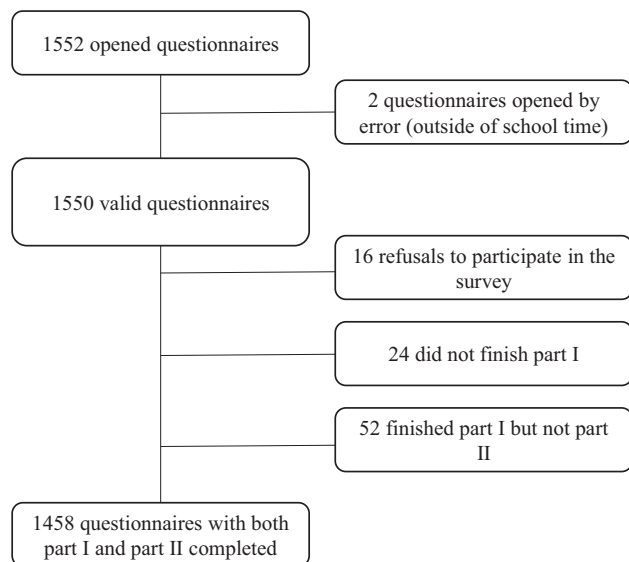 1552 opened questionnaires
2 questionnaires opened by
error (outside of school time)
1550 valid questionnaires
16 refusals to participate in the
survey
24 did not finish part I
52 finished part I but not part
II
1458 questionnaires with both
part I and part II completed